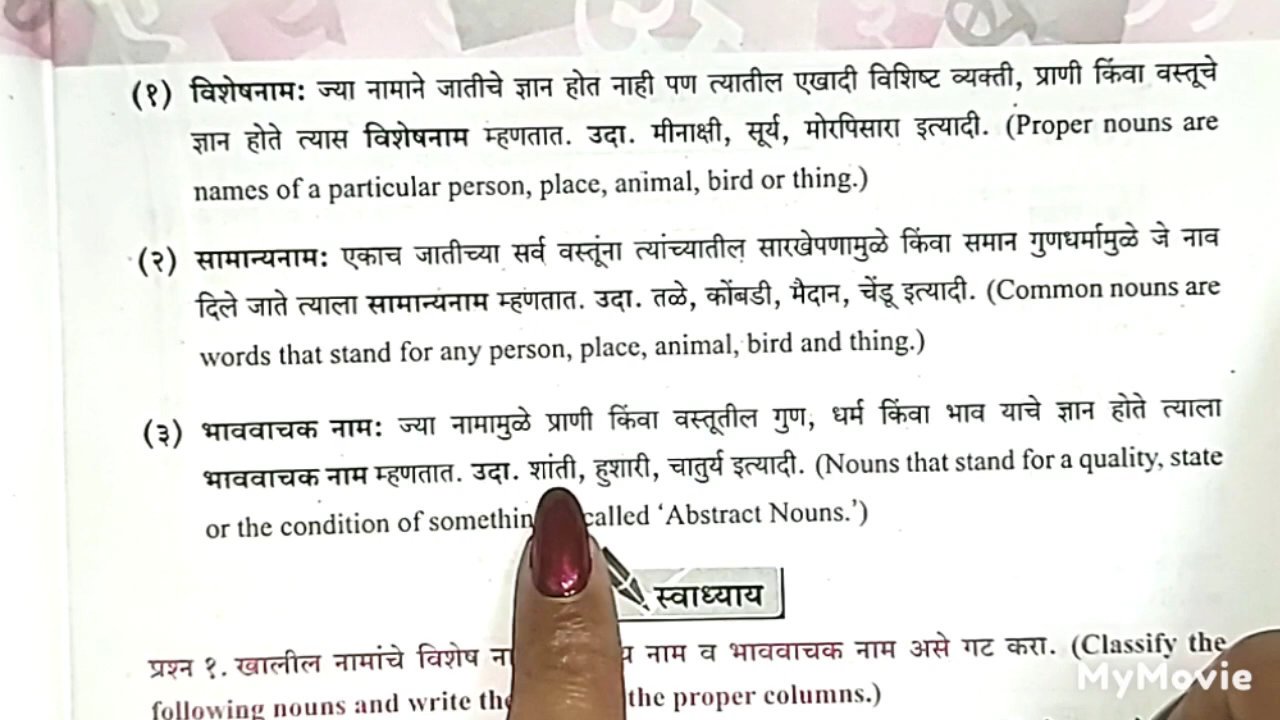 (१) विशेषनाम: ज्या नामाने जातीचे ज्ञान होत नाही पण त्यातील एखादी विशिष्ट व्यक्ती, प्राणी किंवा वस्तूचे
ज्ञान होते त्यास विशेषनाम म्हणतात. उदा. मीनाक्षी, सूर्य, मोरपिसारा इत्यादी. (Proper nouns are
names of a particular person, place, animal, bird or thing.)
(२) सामान्यनाम: एकाच जातीच्या सर्व वस्तूंना त्यांच्यातील सारखेपणामुळे किंवा समान गुणधर्मामुळे जे नाव
दिले जाते त्याला सामान्यनाम म्हणतात. उदा. तळे, कोंबडी, मैदान, चेंडू इत्यादी. (Common nouns are
words that stand for any person, place, animal, bird and thing.)
(३) भाववाचक नाम: ज्या नामामुळे प्राणी किंवा वस्तूतील गुण, धर्म किंवा भाव याचे ज्ञान होते त्याला
भाववाचक नाम म्हणतात. उदा. शांती, हुशारी, चातुर्य इत्यादी. (Nouns that stand for a quality, state
or the condition of somethin called ‘Abstract Nouns.’)
स्वाध्याय
प्रश्न १. खालील नामांचे विशेष नाम व भाववाचक नाम असे गट करा. (Classify the
following nouns and write the proper columns.)
MyMovie